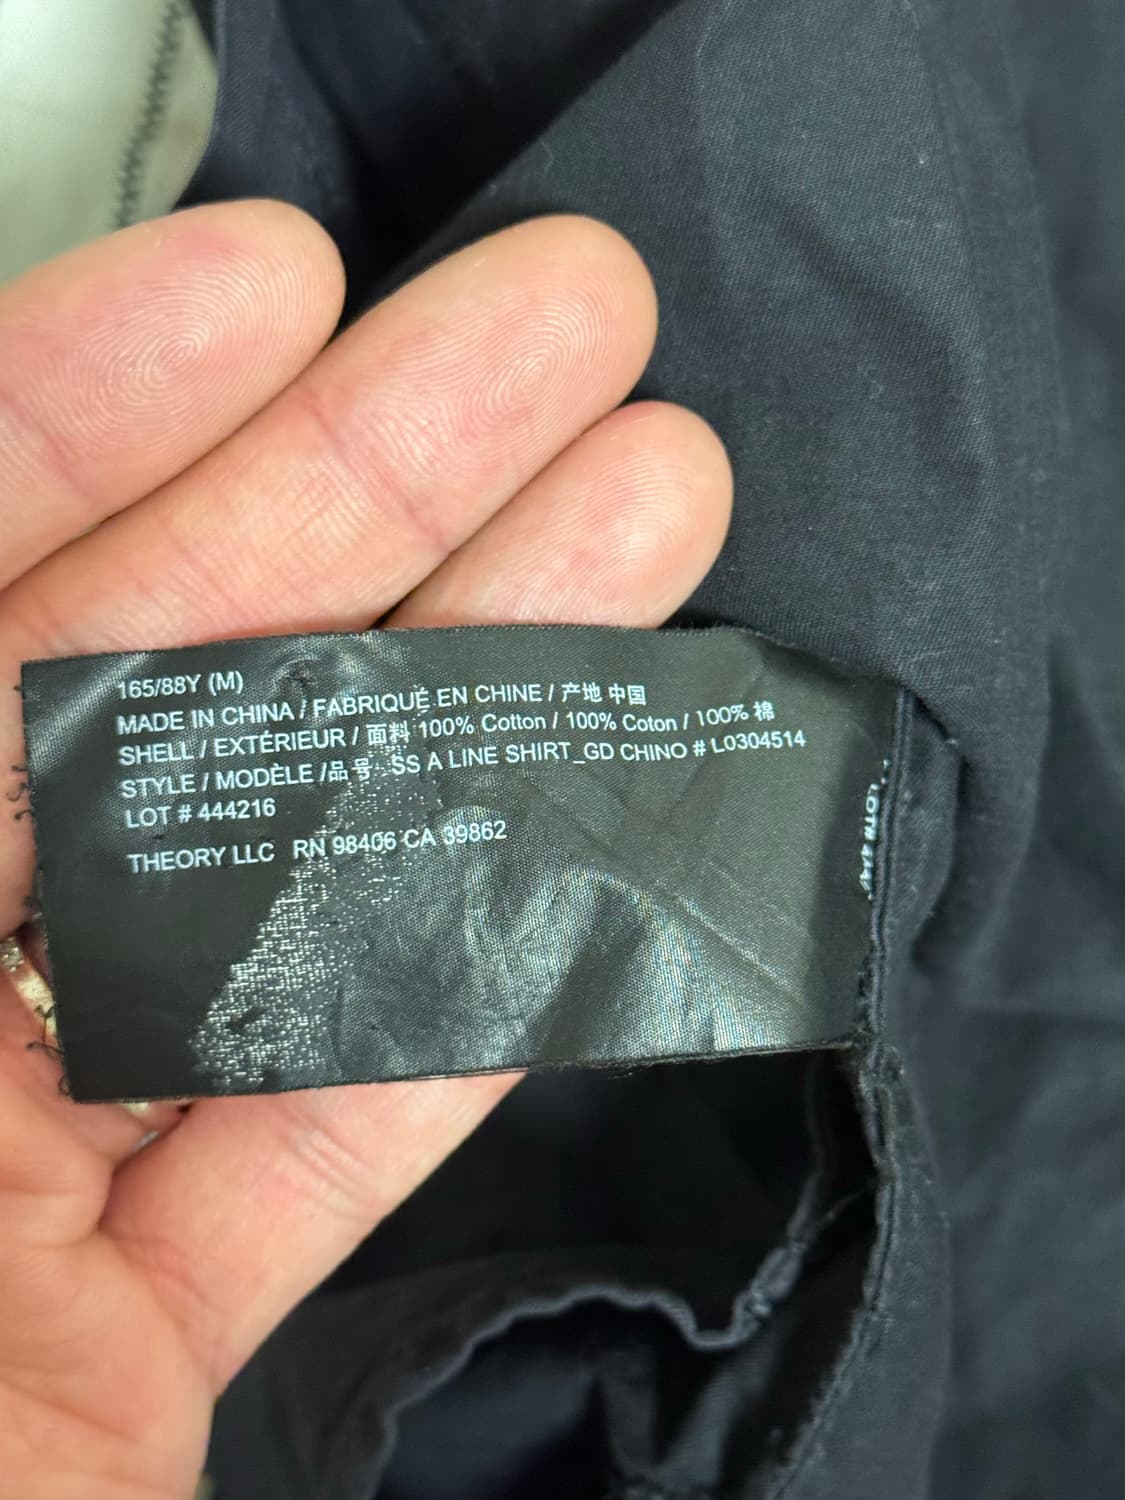 165/88Y (M)
MADE IN CHINA / FABRIQUÉ EN CHINE / 产地 中国
SHELL / EXTÉRIEUR / 面料 100% Cotton / 100% Coton / 100% 棉
STYLE / MODÈLE /品号 SS A LINE SHIRT_GD CHINO # L0304514
LOT # 444216
THEORY LLC RN 98406 CA 39862
LOT#